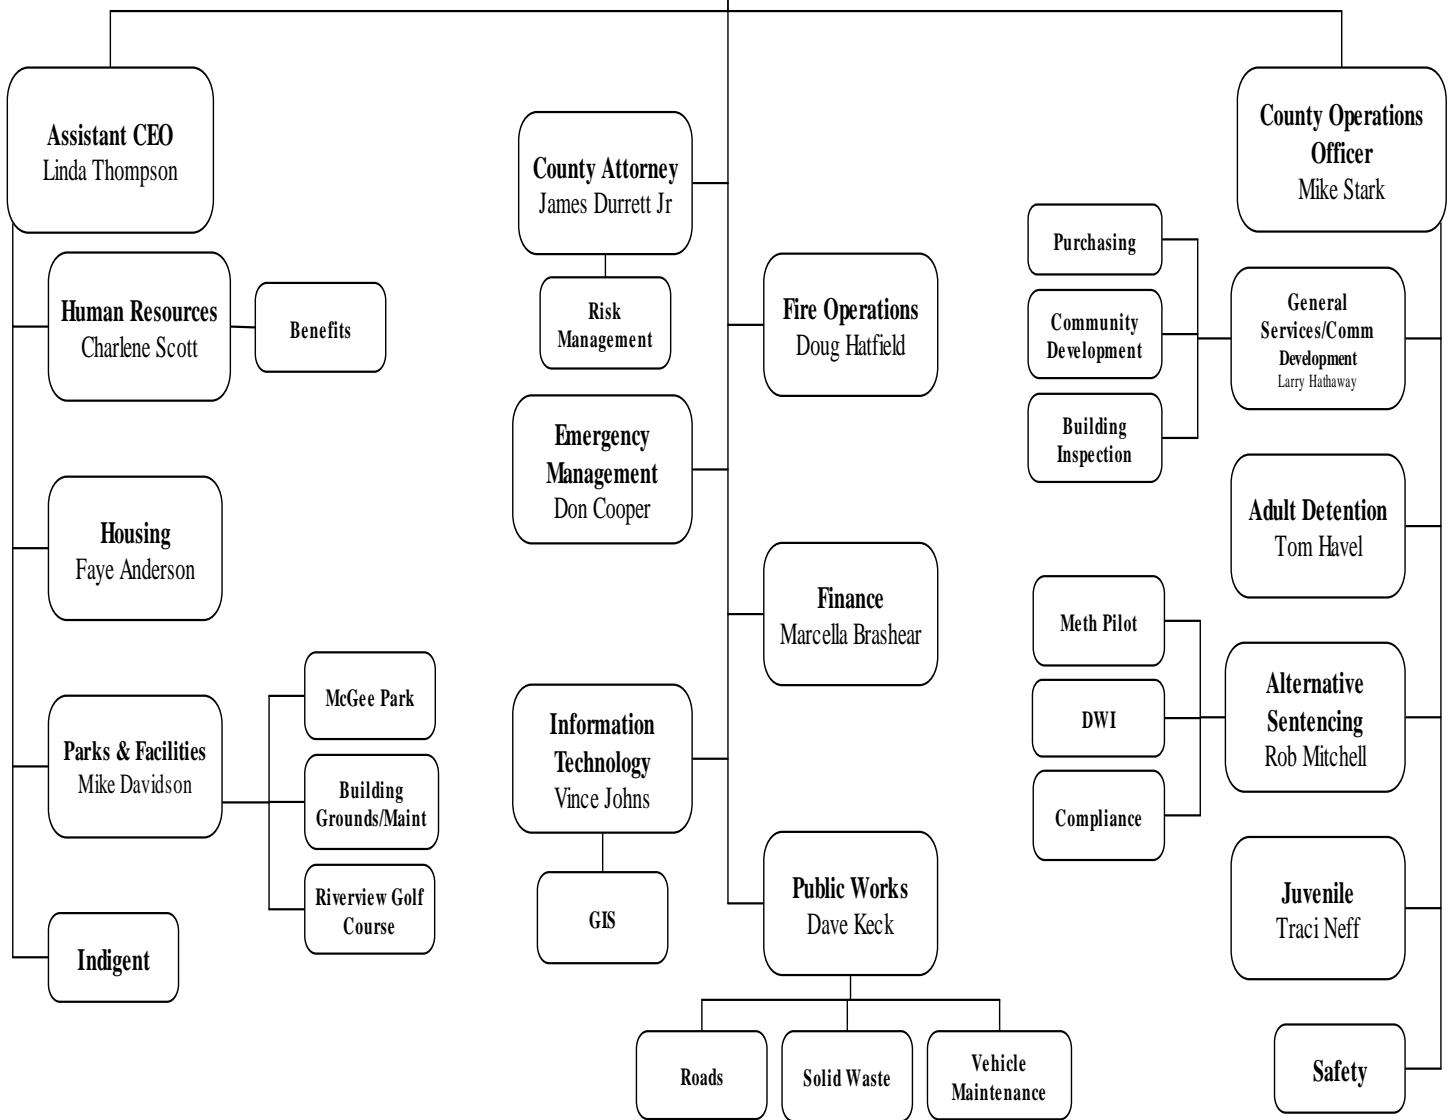 Assistant CEO
Linda Thompson
Human Resources
Charlene Scott
Benefits
Housing
Faye Anderson
Parks & Facilities
Mike Davidson
McGee Park
Building
Grounds/Maint
Riverview Golf
Course
Indigent
County Attorney
James Durrett Jr
Risk
Management
Fire Operations
Doug Hatfield
Emergency
Management
Don Cooper
Finance
Marcella Brashear
Information
Technology
Vince Johns
GIS
Public Works
Dave Keck
Roads
Solid Waste
Vehicle
Maintenance
County Operations
Officer
Mike Stark
Purchasing
Community
Development
Building
Inspection
General
Services/Comm
Development
Larry Hathaway
Adult Detention
Tom Havel
Meth Pilot
DWI
Compliance
Alternative
Sentencing
Rob Mitchell
Juvenile
Traci Neff
Safety